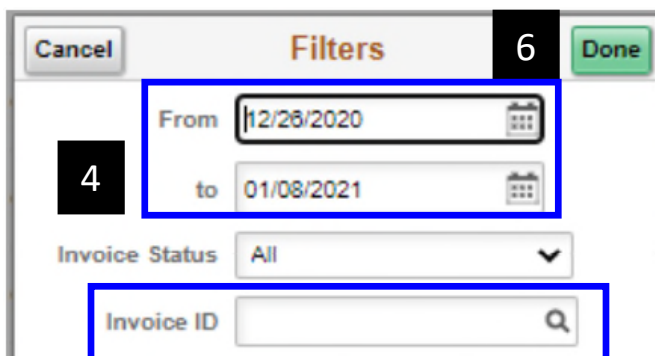 Cancel Filters 6 Done
From 12/26/2020
4
to 01/08/2021
Invoice Status All
Invoice ID